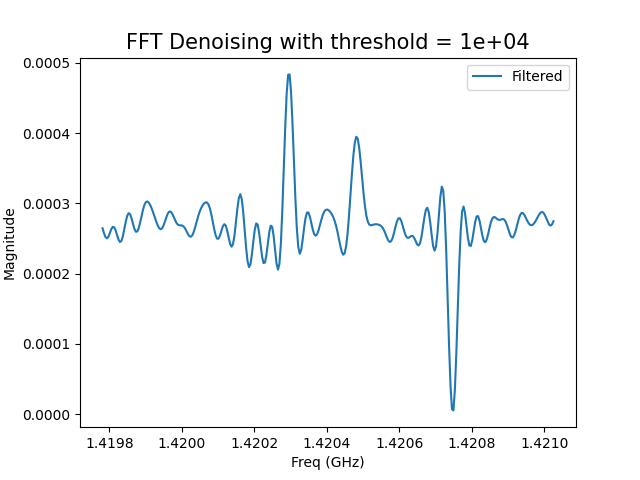 FFT Denoising with threshold = 1e+04
Filtered
0.0005
0.0004
0.0003
0.0002
0.0001
0.0000
Magnitude
1.4198 1.4200 1.4202 1.4204 1.4206 1.4208 1.4210
Freq (GHz)